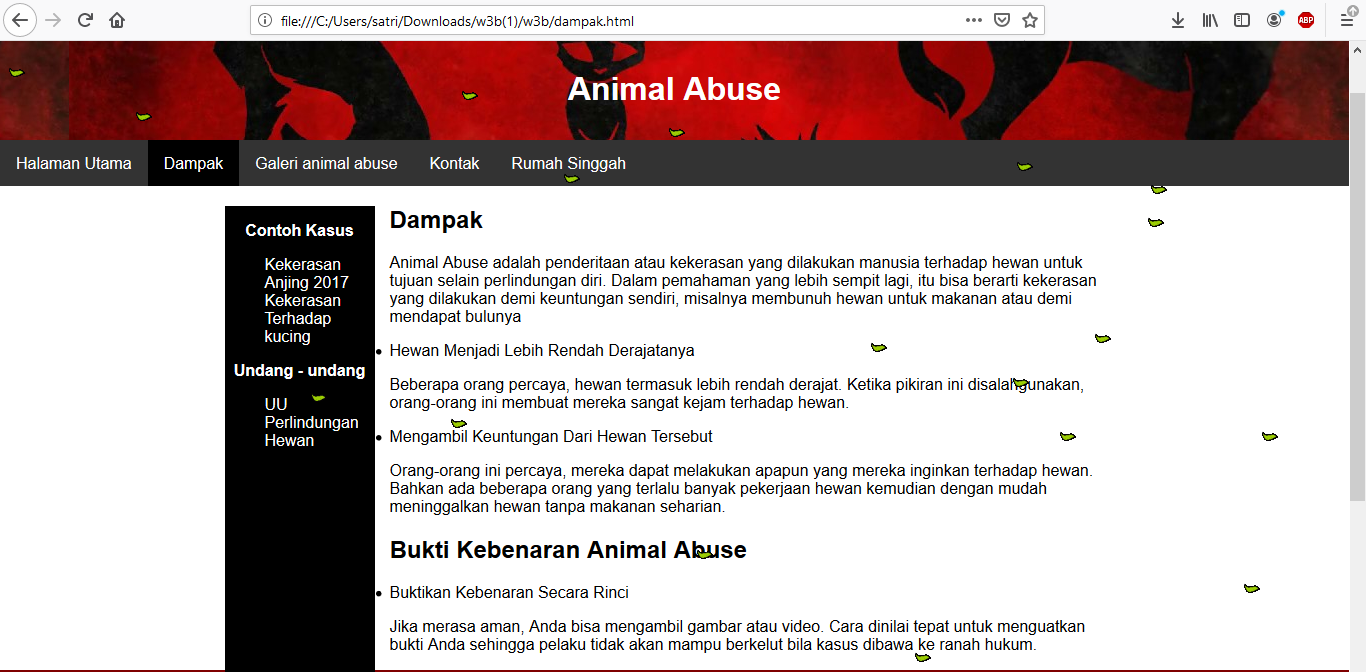 file:///C:/Users/satri/Downloads/w3b(1)/w3b/dampak.html
ABP
Animal Abuse
Halaman Utama Dampak Galeri animal abuse Kontak Rumah Singgah
Contoh Kasus
Kekerasan
Anjing 2017
Kekerasan
Terhadap
kucing
Undang - undang
UU
Perlindungan
Hewan
Dampak
Animal Abuse adalah penderitaan atau kekerasan yang dilakukan manusia terhadap hewan untuk
tujuan selain perlindungan diri. Dalam pemahaman yang lebih sempit lagi, itu bisa berarti kekerasan
yang dilakukan demi keuntungan sendiri, misalnya membunuh hewan untuk makanan atau demi
mendapat bulunya
• Hewan Menjadi Lebih Rendah Derajatanya
Beberapa orang percaya, hewan termasuk lebih rendah derajat. Ketika pikiran ini disalahgunakan,
orang-orang ini membuat mereka sangat kejam terhadap hewan.
• Mengambil Keuntungan Dari Hewan Tersebut
Orang-orang ini percaya, mereka dapat melakukan apapun yang mereka inginkan terhadap hewan.
Bahkan ada beberapa orang yang terlalu banyak pekerjaan hewan kemudian dengan mudah
meninggalkan hewan tanpa makanan seharian.
Bukti Kebenaran Animal Abuse
• Buktikan Kebenaran Secara Rinci
Jika merasa aman, Anda bisa mengambil gambar atau video. Cara dinilai tepat untuk menguatkan
bukti Anda sehingga pelaku tidak akan mampu berkelut bila kasus dibawa ke ranah hukum.